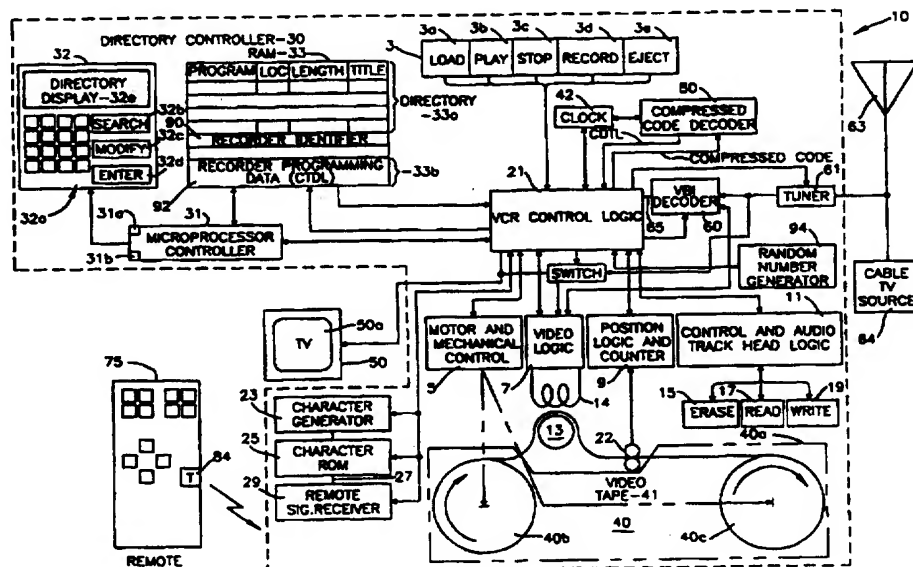 10
DIRECTORY CONTROLLER-30
32
RAM-33
DIRECTORY
DISPLAY-32e
32b
SEARCH
32c
MODIFY
32d
ENTER
32a
PROGRAM LOC LENGTH TITLE
DIRECTORY
-33a
90
RECORDER IDENTIFIER
RECORDER PROGRAMMING
DATA (CTDL)
-33b
92
31a
31
MICROPROCESSOR
CONTROLLER
31b
3
3a 3b 3c 3d 3e
LOAD PLAY STOP RECORD EJECT
42
CLOCK
80
COMPRESSED
CODE DECODER
CDTL
COMPRESSED CODE
21
VCR CONTROL LOGIC
65
VBI
DECODER
60
61
TUNER
63
SWITCH
94
RANDOM
NUMBER
GENERATOR
CABLE
TV
SOURCE
64
TV
50a
50
MOTOR AND
MECHANICAL
CONTROL
5
VIDEO
LOGIC
7
POSITION
LOGIC AND
COUNTER
9
11
CONTROL AND AUDIO
TRACK HEAD LOGIC
14
15
ERASE
17
READ
19
WRITE
75
84
T
REMOTE
23
CHARACTER
GENERATOR
25
CHARACTER
ROM
27
29
REMOTE
SIG.RECEIVER
13
22
40a
VIDEO
TAPE-41
40
40b
40c